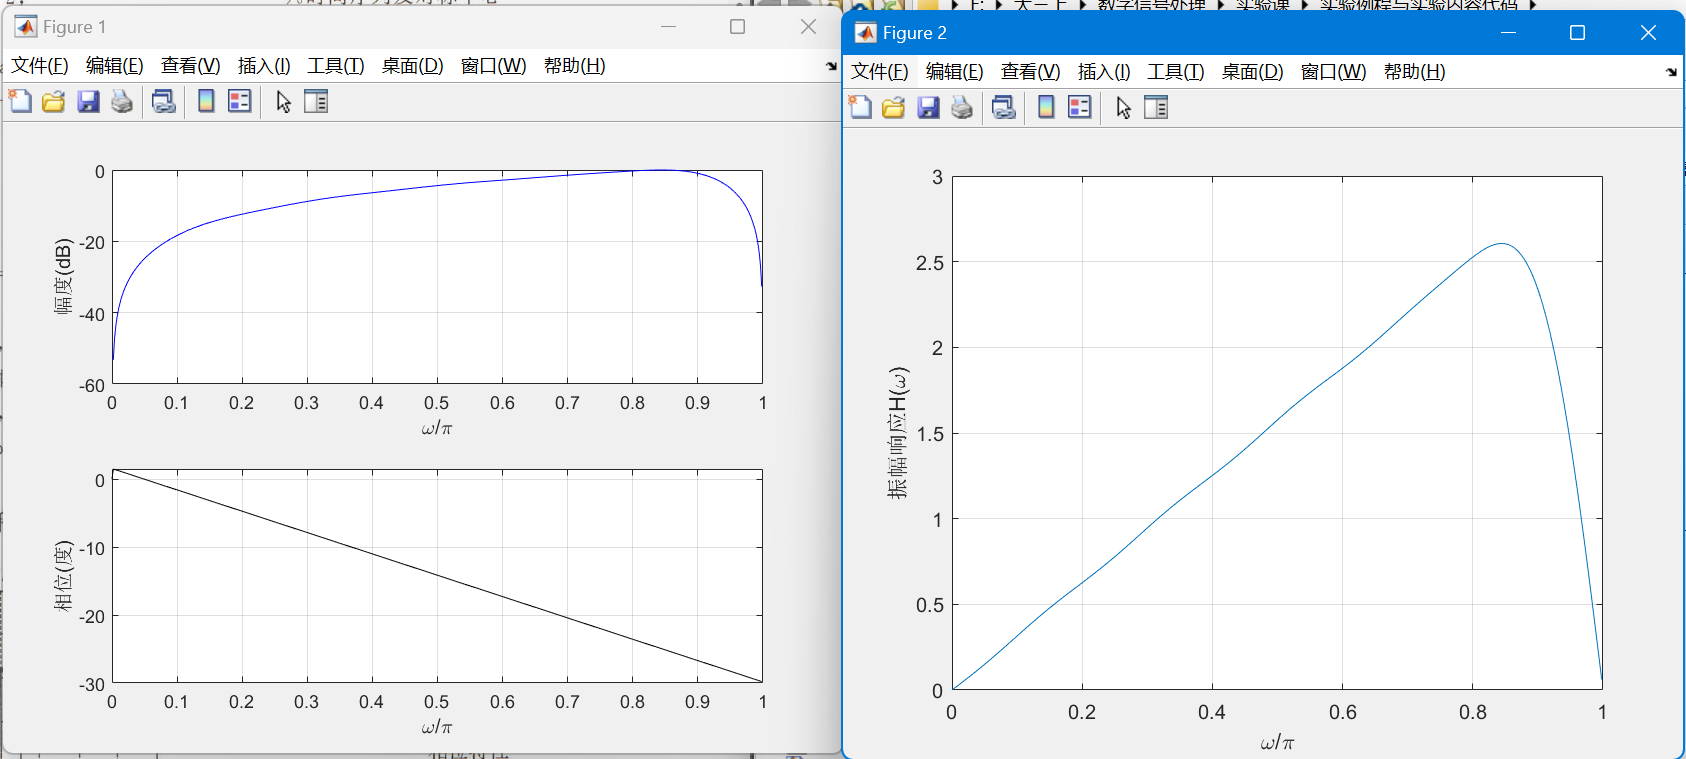 F: 大三上 数字信号处理 实验课 实验例程与实验内容代码
Figure 1
文件(F) 编辑(E) 查看(V) 插入(I) 工具(T) 桌面(D) 窗口(W) 帮助(H)
0
-20
-40
-60
幅度(dB)
0 0.1 0.2 0.3 0.4 0.5 0.6 0.7 0.8 0.9 1
ω/π
0
-10
-20
-30
相位(度)
0 0.1 0.2 0.3 0.4 0.5 0.6 0.7 0.8 0.9 1
ω/π
Figure 2
文件(F) 编辑(E) 查看(V) 插入(I) 工具(T) 桌面(D) 窗口(W) 帮助(H)
3
2.5
2
1.5
1
0.5
0
振幅响应H(ω)
0 0.2 0.4 0.6 0.8 1
ω/π